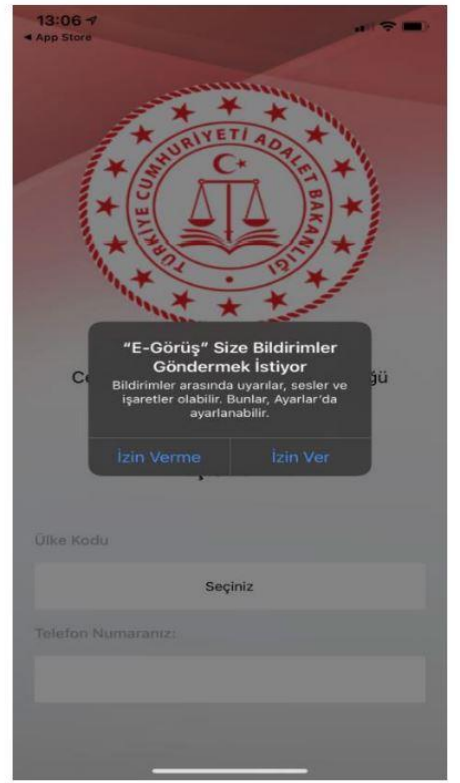 13:06
App Store
TÜRKİYE CUMHURİYETİ ADALET BAKANLIĞI
"E-Görüş" Size Bildirimler
Göndermek İstiyor
Bildirimler arasında uyarılar, sesler ve
işaretler olabilir. Bunlar, Ayarlar'da
ayarlanabilir.
İzin Verme İzin Ver
Ülke Kodu
Seçiniz
Telefon Numaranız: